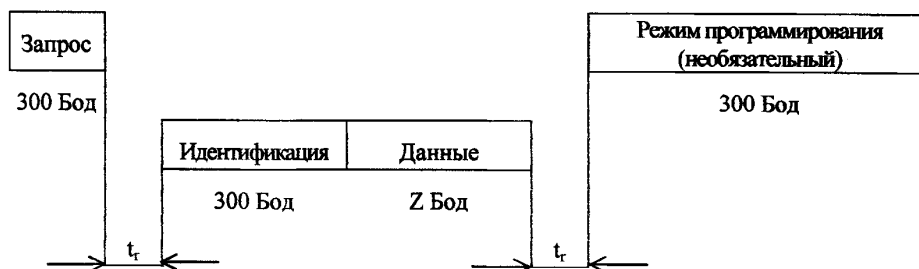 Запрос
300 Бод
Идентификация
Данные
300 Бод
Z Бод
Режим программирования
(необязательный)
300 Бод
tᵣ
tᵣ